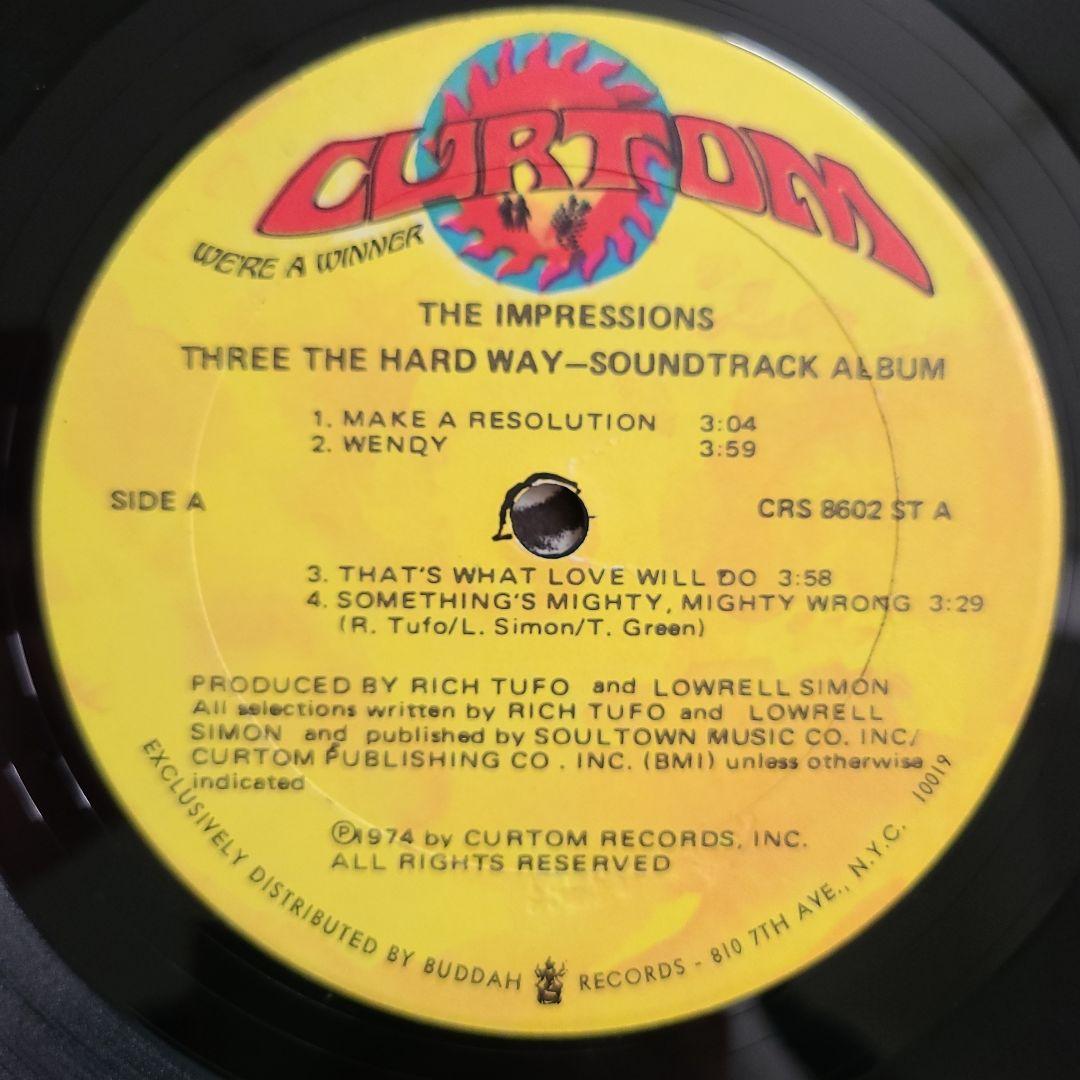 CURTOM
WE'RE A WINNER
THE IMPRESSIONS
THREE THE HARD WAY—SOUNDTRACK ALBUM
1. MAKE A RESOLUTION 3:04
2. WENDY 3:59
SIDE A
CRS 8602 ST A
3. THAT'S WHAT LOVE WILL DO 3:58
4. SOMETHING'S MIGHTY, MIGHTY WRONG 3:29
(R. Tufo/L. Simon/T. Green)
PRODUCED BY RICH TUFO and LOWRELL SIMON
All selections written by RICH TUFO and LOWRELL
SIMON and published by SOULTOWN MUSIC CO. INC/
CURTOM PUBLISHING CO . INC. (BMI) unless otherwise
indicated
℗1974 by CURTOM RECORDS, INC.
ALL RIGHTS RESERVED
EXCLUSIVELY DISTRIBUTED BY BUDDAH RECORDS - 810 7TH AVE., N.Y.C. 10019